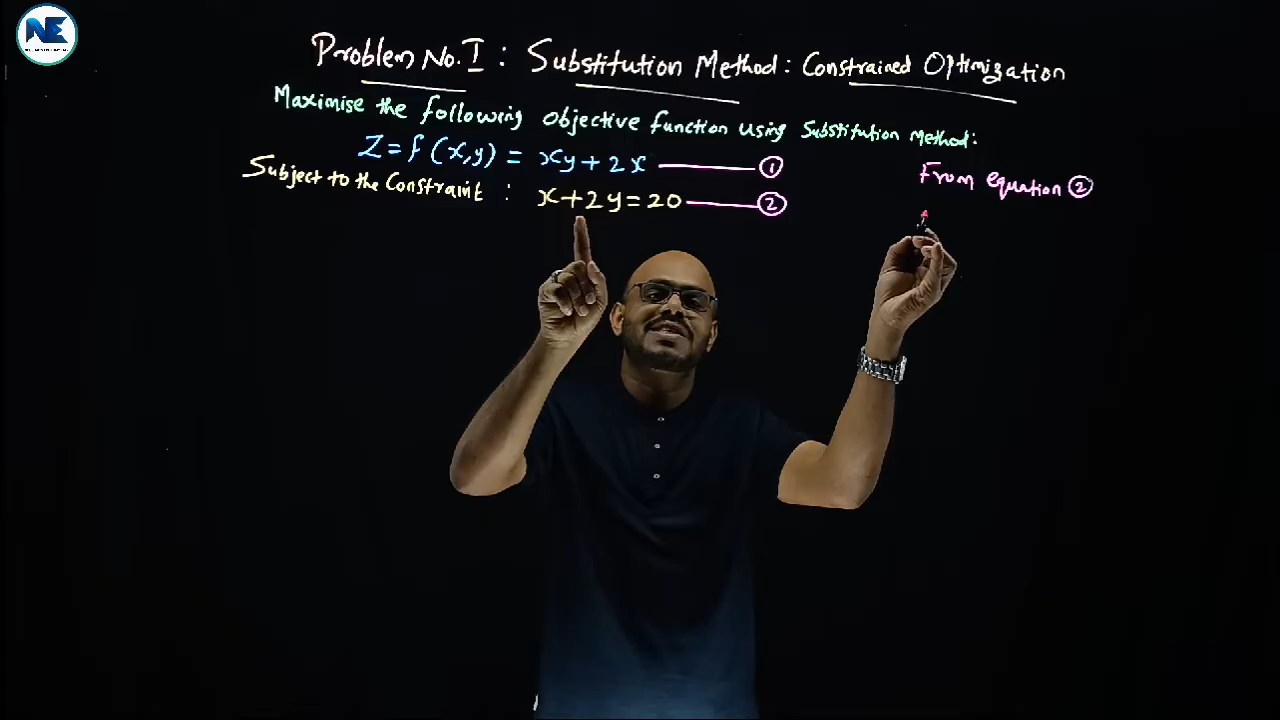 NE
Problem No. I : Substitution Method : Constrained Optimization
Maximise the following objective function using Substitution Method:
Z = f (x,y) = xy + 2x ——— ①
Subject to the Constraint : x + 2y = 20 ——— ②
From equation ②